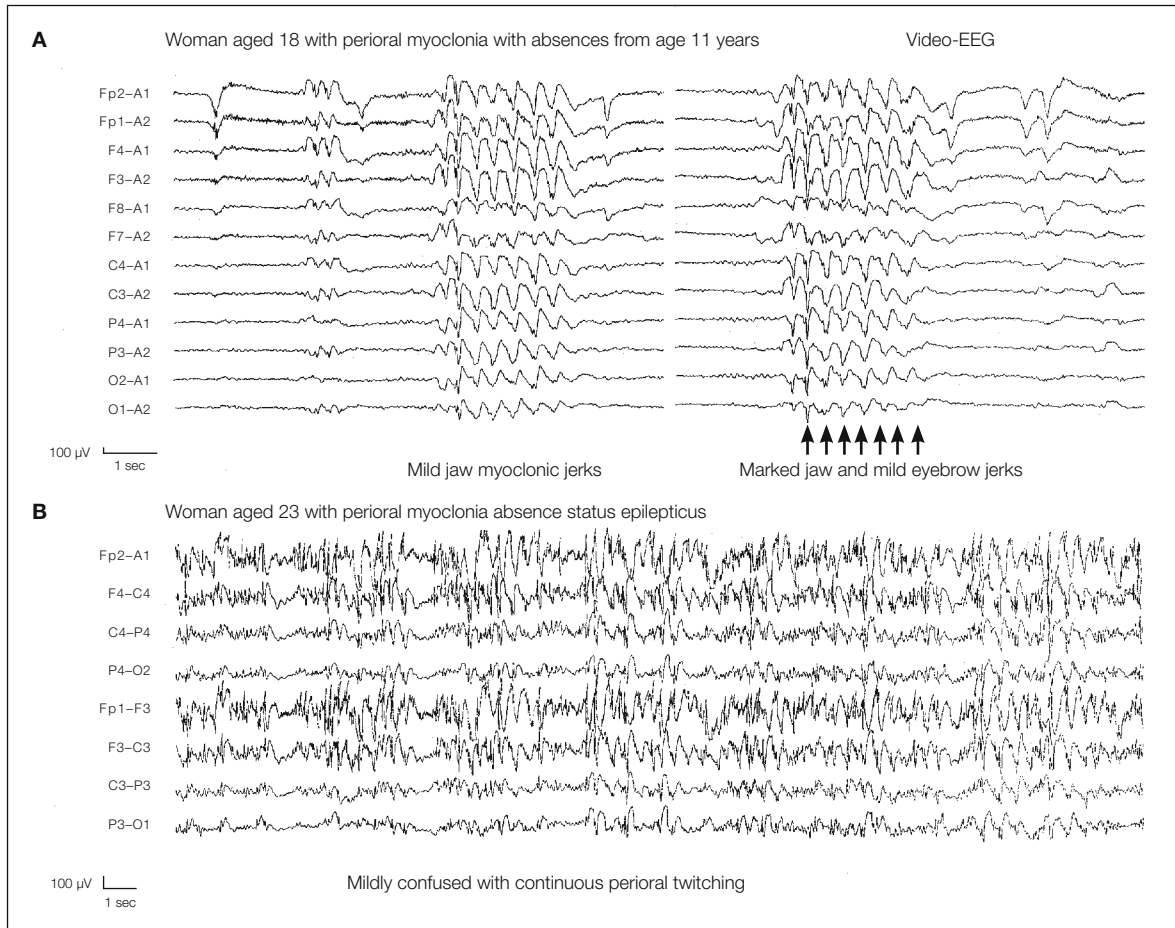 A Woman aged 18 with perioral myoclonia with absences from age 11 years Video-EEG
Fp2–A1
Fp1–A2
F4–A1
F3–A2
F8–A1
F7–A2
C4–A1
C3–A2
P4–A1
P3–A2
O2–A1
O1–A2
100 µV
1 sec
Mild jaw myoclonic jerks Marked jaw and mild eyebrow jerks
B Woman aged 23 with perioral myoclonia absence status epilepticus
Fp2–A1
F4–C4
C4–P4
P4–O2
Fp1–F3
F3–C3
C3–P3
P3–O1
100 µV
1 sec
Mildly confused with continuous perioral twitching